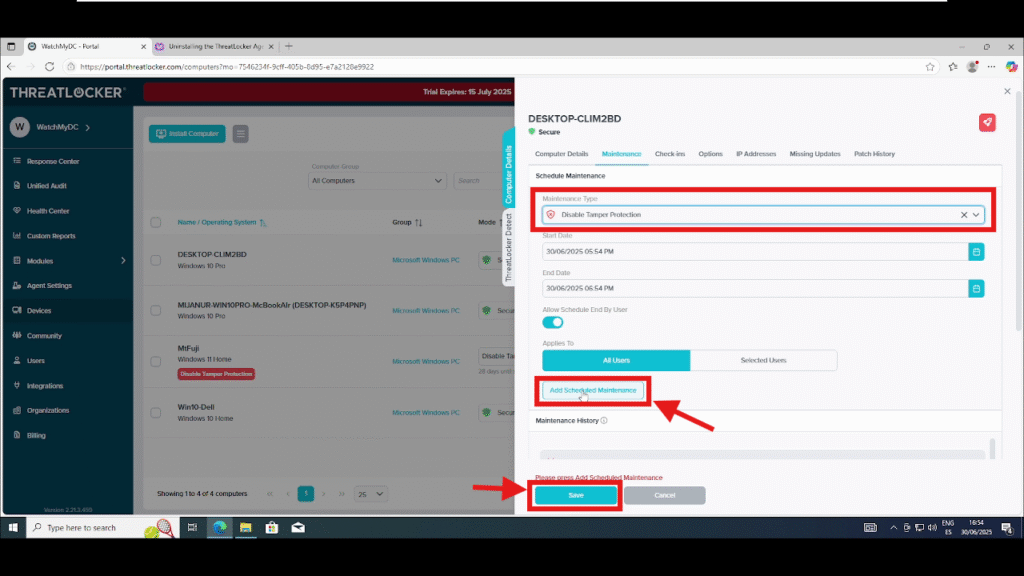 WatchMyDC - Portal
Uninstalling the ThreatLocker Ag
https://portal.threatlocker.com/computers?mo=7546234f-9cff-405b-0d95-e7a2128e9922
THREATLOCKER
Trial Expires: 15 July 2025
W
WatchMyDC
Response Center
Unified Audit
Health Center
Custom Reports
Modules
Agent Settings
Devices
Community
Users
Integrations
Organizations
Billing
Version 2.21.3.493
Install Computer
Computer Group
All Computers
Search
Name / Operating System
Group
Mode
DESKTOP-CLIM2BD
Windows 10 Pro
Microsoft Windows PC
MIJANUR-WIN10PRO-McBookAir (DESKTOP-K5P4PNP)
Windows 10 Pro
Microsoft Windows PC
MtFuji
Windows 11 Home
Disable Tamper Protection
Microsoft Windows PC
Win10-Dell
Windows 10 Home
Microsoft Windows PC
Showing 1 to 4 of 4 computers
1
25
Computer Details
ThreatLocker Detect
DESKTOP-CLIM2BD
Secure
Computer Details
Maintenance
Check ins
Options
IP Addresses
Missing Updates
Patch History
Schedule Maintenance
Maintenance Type
Disable Tamper Protection
Start Date
30/06/2025 05:54 PM
End Date
30/06/2025 06:54 PM
Allow Schedule End By User
Applies To
All Users
Selected Users
Add Scheduled Maintenance
Maintenance History
Please press Add Scheduled Maintenance
Save
Cancel
Type here to search
ENG
ES
16:54
30/06/2025
4